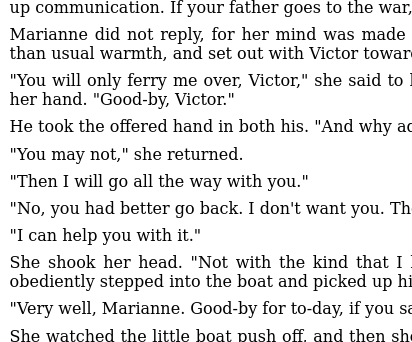 up communication. If your father goes to the war,
Marianne did not reply, for her mind was made
than usual warmth, and set out with Victor
"You will only ferry me over, Victor," she said to
her hand. "Good-by, Victor."
He took the offered hand in both his. "And why
"You may not," she returned.
"Then I will go all the way with you."
"No, you had better go back. I don't want you.
"I can help you with it."
She shook her head. "Not with the kind that I
obediently stepped into the boat and picked up
"Very well, Marianne. Good-by for to-day, if you
She watched the little boat push off, and then